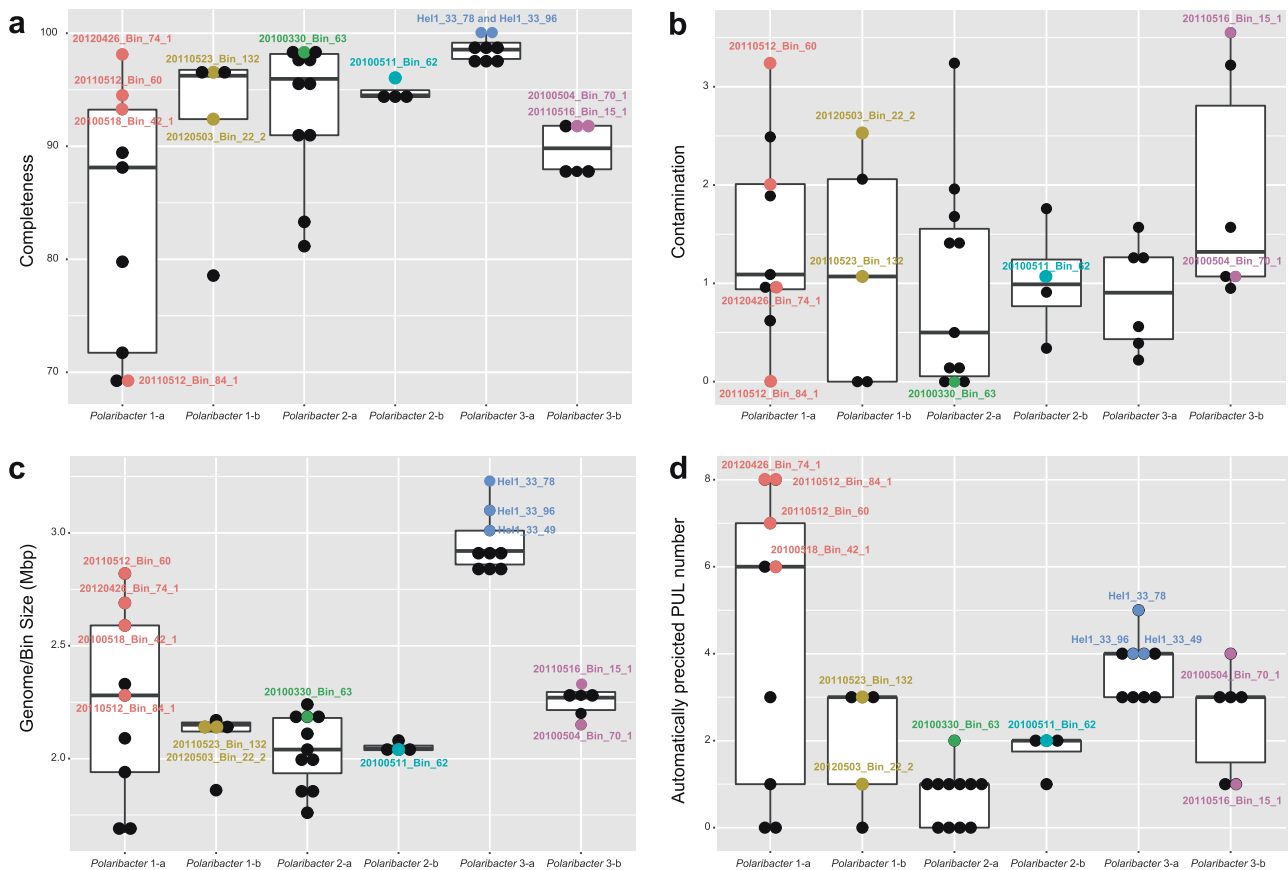 a
Completeness
100
90
80
70
20120426_Bin_74_1
20110512_Bin_60
20100518_Bin_42_1
20110512_Bin_84_1
20110523_Bin_132
20120503_Bin_22_2
20100330_Bin_63
20100511_Bin_62
Hel1_33_78 and Hel1_33_96
20100504_Bin_70_1
20110516_Bin_15_1
Polaribacter 1-a
Polaribacter 1-b
Polaribacter 2-a
Polaribacter 2-b
Polaribacter 3-a
Polaribacter 3-b
b
Contamination
3
2
1
0
20110512_Bin_60
20120426_Bin_74_1
20110512_Bin_84_1
20120503_Bin_22_2
20110523_Bin_132
20100330_Bin_63
20100511_Bin_62
20110516_Bin_15_1
20100504_Bin_70_1
Polaribacter 1-a
Polaribacter 1-b
Polaribacter 2-a
Polaribacter 2-b
Polaribacter 3-a
Polaribacter 3-b
c
Genome/Bin Size (Mbp)
3.0
2.5
2.0
20110512_Bin_60
20120426_Bin_74_1
20100518_Bin_42_1
20110512_Bin_84_1
20110523_Bin_132
20120503_Bin_22_2
20100330_Bin_63
20100511_Bin_62
Hel1_33_78
Hel1_33_96
Hel1_33_49
20110516_Bin_15_1
20100504_Bin_70_1
Polaribacter 1-a
Polaribacter 1-b
Polaribacter 2-a
Polaribacter 2-b
Polaribacter 3-a
Polaribacter 3-b
d
Automatically precicted PUL number
8
6
4
2
0
20120426_Bin_74_1
20110512_Bin_84_1
20110512_Bin_60
20100518_Bin_42_1
20110523_Bin_132
20120503_Bin_22_2
20100330_Bin_63
20100511_Bin_62
Hel1_33_78
Hel1_33_96
Hel1_33_49
20100504_Bin_70_1
20110516_Bin_15_1
Polaribacter 1-a
Polaribacter 1-b
Polaribacter 2-a
Polaribacter 2-b
Polaribacter 3-a
Polaribacter 3-b